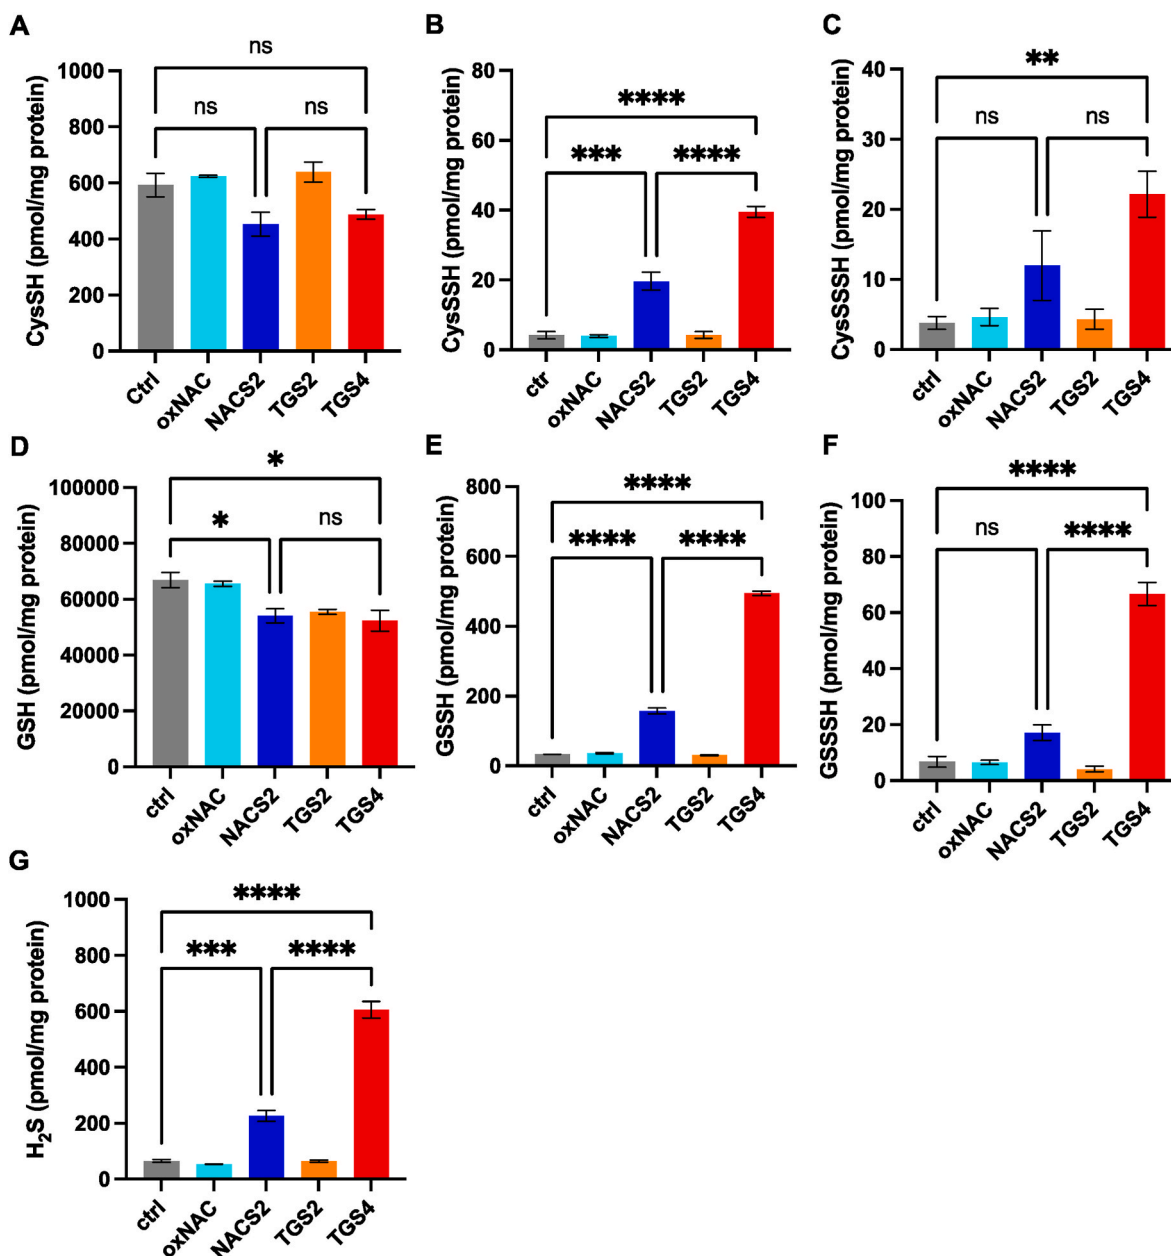 A
ns
ns
ns
CysSH (pmol/mg protein)
1000
800
600
400
200
0
Ctrl
oxNAC
NACS2
TGS2
TGS4
B
****
***
****
CysSSH (pmol/mg protein)
80
60
40
20
0
ctr
oxNAC
NACS2
TGS2
TGS4
C
**
ns
ns
CysSSSH (pmol/mg protein)
40
30
20
10
0
Ctrl
oxNAC
NACS2
TGS2
TGS4
D
*
*
ns
GSH (pmol/mg protein)
100000
80000
60000
40000
20000
0
ctrl
oxNAC
NACS2
TGS2
TGS4
E
****
****
****
GSSH (pmol/mg protein)
800
600
400
200
0
ctrl
oxNAC
NACS2
TGS2
TGS4
F
****
ns
****
GSSSH (pmol/mg protein)
100
80
60
40
20
0
ctrl
oxNAC
NACS2
TGS2
TGS4
G
****
***
****
H₂S (pmol/mg protein)
1000
800
600
400
200
0
ctrl
oxNAC
NACS2
TGS2
TGS4